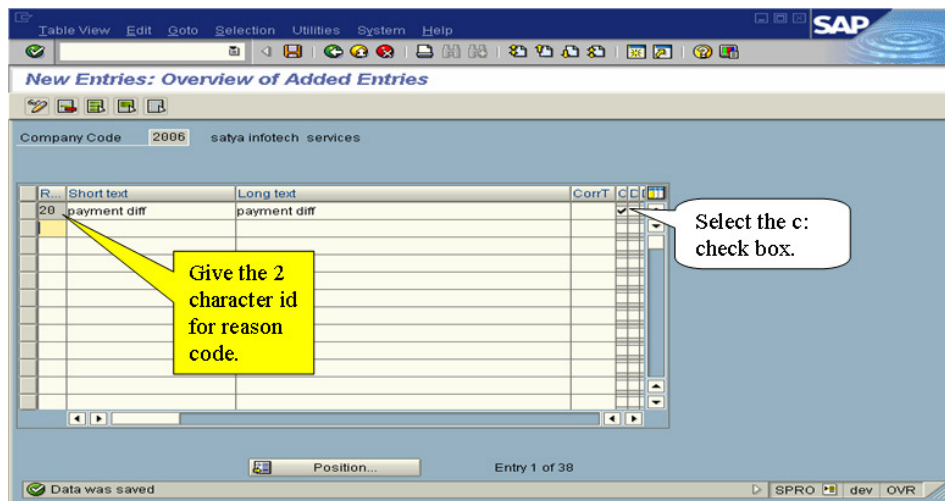 Table View Edit Goto Selection Utilities System Help
SAP
New Entries: Overview of Added Entries
Company Code 2006 satya infotech services
R... Short text Long text CorrT C D
20 payment diff payment diff
Select the c:
check box.
Give the 2
character id
for reason
code.
Position... Entry 1 of 38
Data was saved
SPRO dev OVR